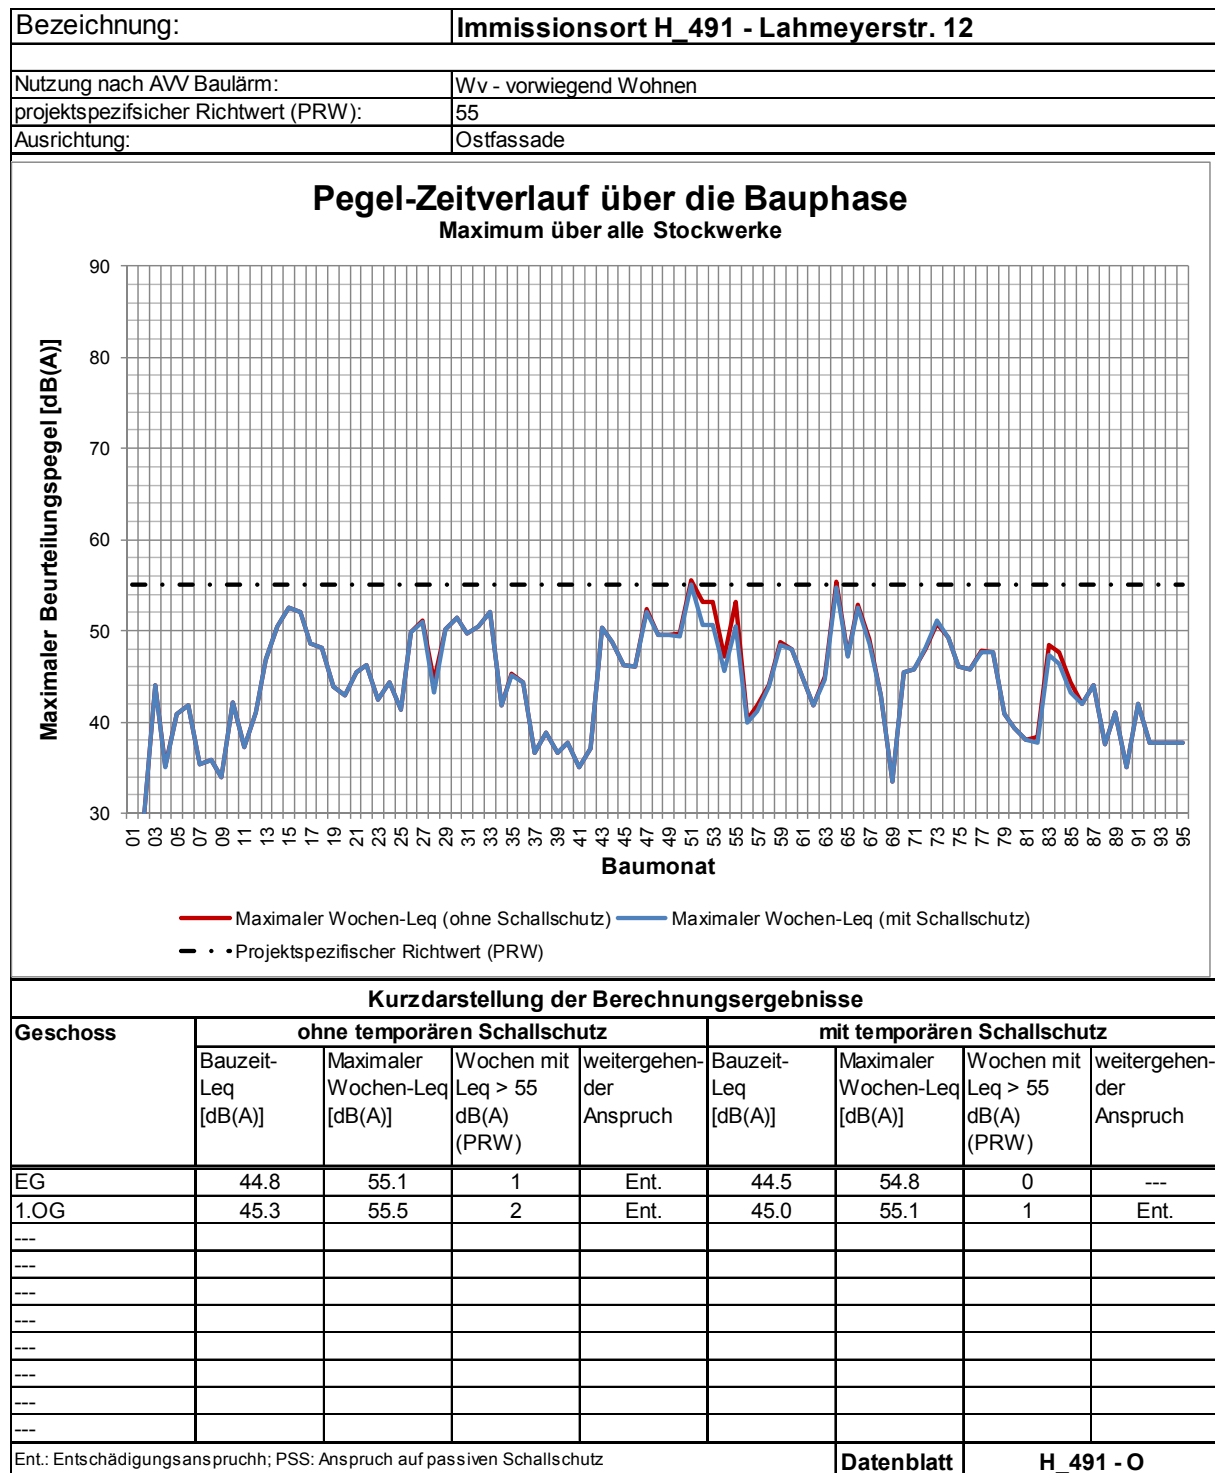 Bezeichnung: Immissionsort H_491 - Lahmeyerstr. 12
Nutzung nach AVV Baulärm: Wv - vorwiegend Wohnen
projektspezifsicher Richtwert (PRW): 55
Ausrichtung: Ostfassade
Pegel-Zeitverlauf über die Bauphase
Maximum über alle Stockwerke
Maximaler Beurteilungspegel [dB(A)]
90
80
70
60
50
40
30
01 03 05 07 09 11 13 15 17 19 21 23 25 27 29 31 33 35 37 39 41 43 45 47 49 51 53 55 57 59 61 63 65 67 69 71 73 75 77 79 81 83 85 87 89 91 93 95
Baumonat
Maximaler Wochen-Leq (ohne Schallschutz) Maximaler Wochen-Leq (mit Schallschutz)
Projektspezifischer Richtwert (PRW)
Kurzdarstellung der Berechnungsergebnisse
Geschoss ohne temporären Schallschutz mit temporären Schallschutz
Bauzeit- Maximaler Wochen mit weitergehen- Bauzeit- Maximaler Wochen mit weitergehen-
Leq Wochen-Leq Leq > 55 der Leq Wochen-Leq Leq > 55 der
[dB(A)] [dB(A)] dB(A) Anspruch [dB(A)] [dB(A)] dB(A) Anspruch
(PRW) (PRW)
EG 44.8 55.1 1 Ent. 44.5 54.8 0 ---
1.OG 45.3 55.5 2 Ent. 45.0 55.1 1 Ent.
---
---
---
---
---
---
---
---
Ent.: Entschädigungsanspruchh; PSS: Anspruch auf passiven Schallschutz Datenblatt H_491 - O